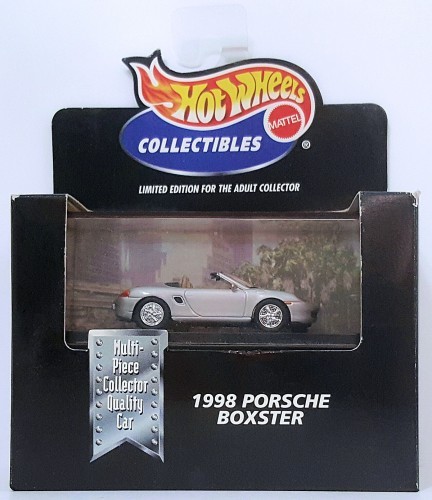 Hot Wheels
MATTEL
COLLECTIBLES ®
LIMITED EDITION FOR THE ADULT COLLECTOR
Multi-
Piece
Collector
Quality
Car
1998 PORSCHE
BOXSTER